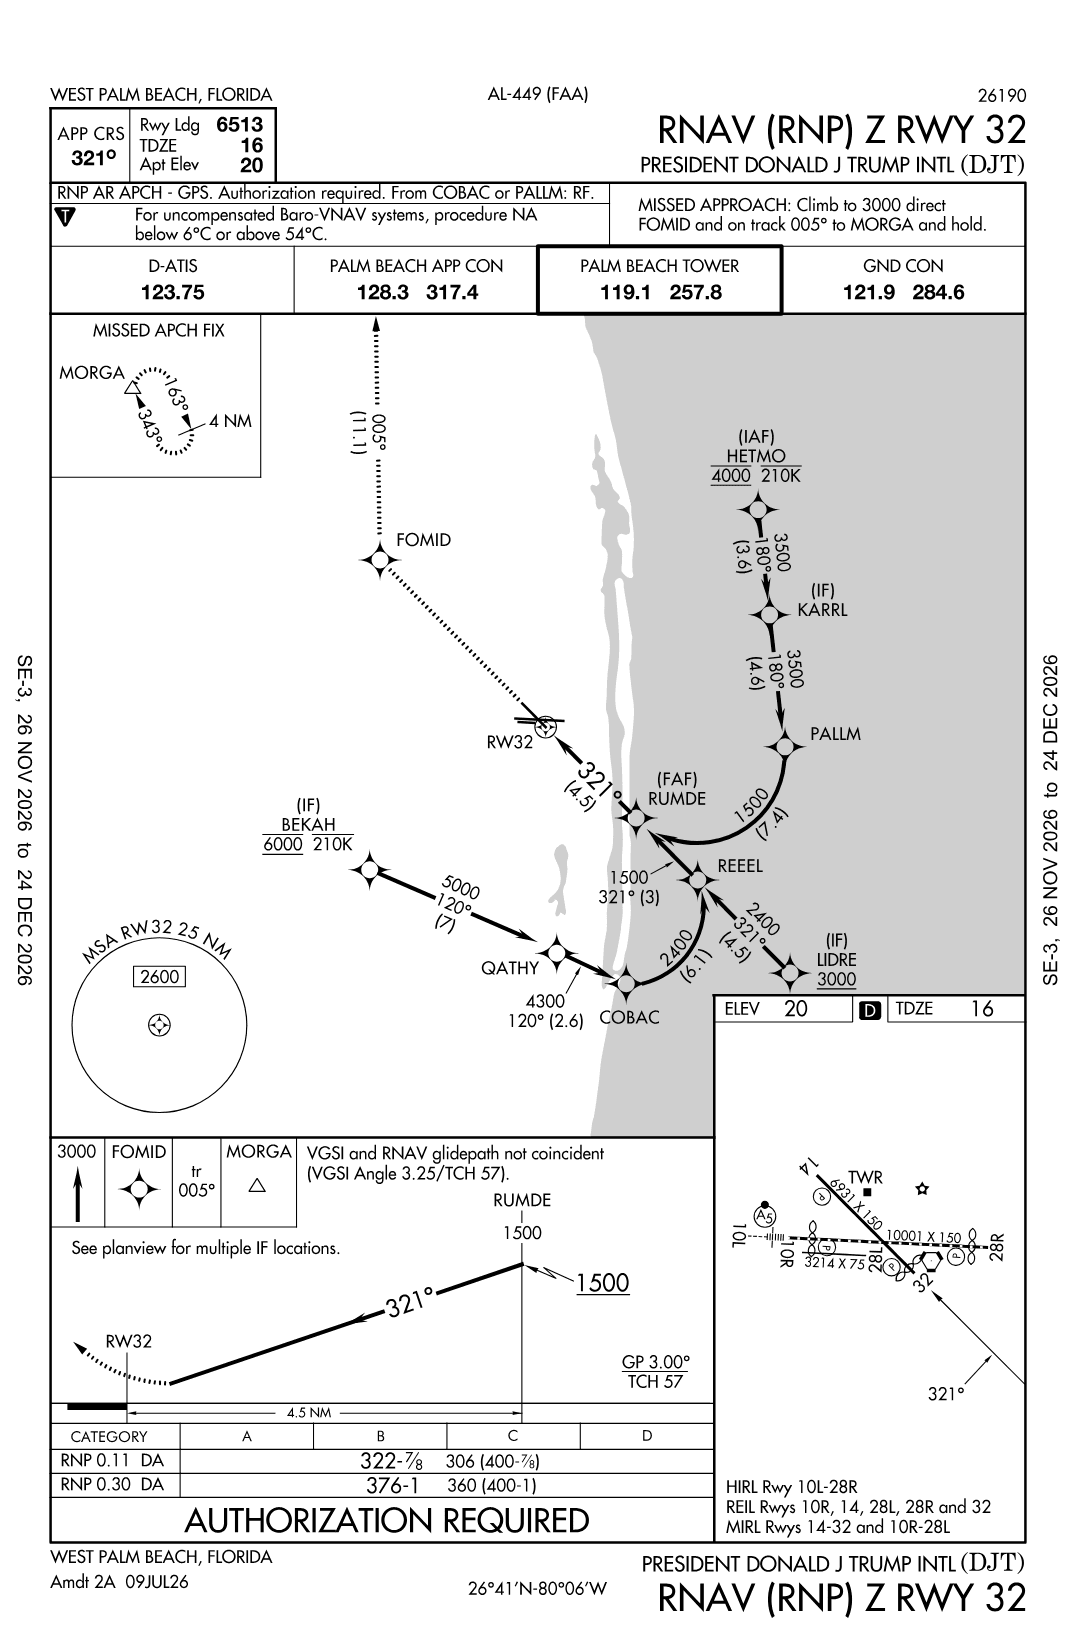 WEST PALM BEACH, FLORIDA
AL-449 (FAA)
26190
APP CRS
321°
Rwy Ldg 6513
TDZE 16
Apt Elev 20
RNAV (RNP) Z RWY 32
PRESIDENT DONALD J TRUMP INTL (DJT)
RNP AR APCH - GPS. Authorization required. From COBAC or PALLM: RF.
T
For uncompensated Baro-VNAV systems, procedure NA
below 6°C or above 54°C.
MISSED APPROACH: Climb to 3000 direct
FOMID and on track 005° to MORGA and hold.
D-ATIS
123.75
PALM BEACH APP CON
128.3 317.4
PALM BEACH TOWER
119.1 257.8
GND CON
121.9 284.6
MISSED APCH FIX
MORGA
163°
343°
4 NM
005°
(11.1)
FOMID
(IAF)
HETMO
4000 210K
3500
180°
(3.6)
(IF)
KARRL
3500
180°
(4.6)
PALLM
1500
(7.4)
RW32
321°
(4.5)
(FAF)
RUMDE
(IF)
BEKAH
6000 210K
5000
120°
(7)
QATHY
4300
120° (2.6)
COBAC
2400
(6.1)
1500
321° (3)
REEEL
2400
321°
(4.5)
(IF)
LIDRE
3000
MSA RW32 25 NM
2600
SE-3, 26 NOV 2026 to 24 DEC 2026
SE-3, 26 NOV 2026 to 24 DEC 2026
ELEV 20
D
TDZE 16
14
TWR
6931 X 150
P
A5
10L
10R
P
10001 X 150
3214 X 75
28L
P
P
28R
32
321°
HIRL Rwy 10L-28R
REIL Rwys 10R, 14, 28L, 28R and 32
MIRL Rwys 14-32 and 10R-28L
3000
FOMID
tr
005°
MORGA
VGSI and RNAV glidepath not coincident
(VGSI Angle 3.25/TCH 57).
See planview for multiple IF locations.
RUMDE
1500
1500
321°
RW32
GP 3.00°
TCH 57
4.5 NM
CATEGORY A B C D
RNP 0.11 DA 322-⅞ 306 (400-⅞)
RNP 0.30 DA 376-1 360 (400-1)
AUTHORIZATION REQUIRED
WEST PALM BEACH, FLORIDA
Amdt 2A 09JUL26
26°41'N-80°06'W
PRESIDENT DONALD J TRUMP INTL (DJT)
RNAV (RNP) Z RWY 32